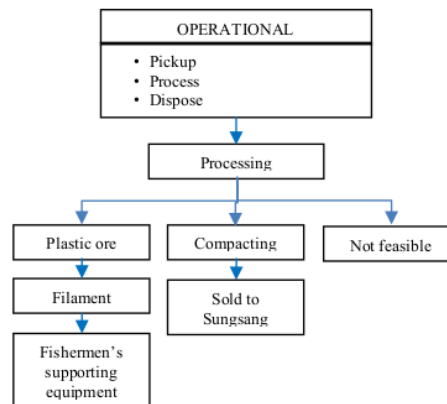 OPERATIONAL
• Pickup
• Process
• Dispose
Processing
Plastic ore
Compacting
Not feasible
Filament
Sold to
Sungsang
Fishermen’s
supporting
equipment